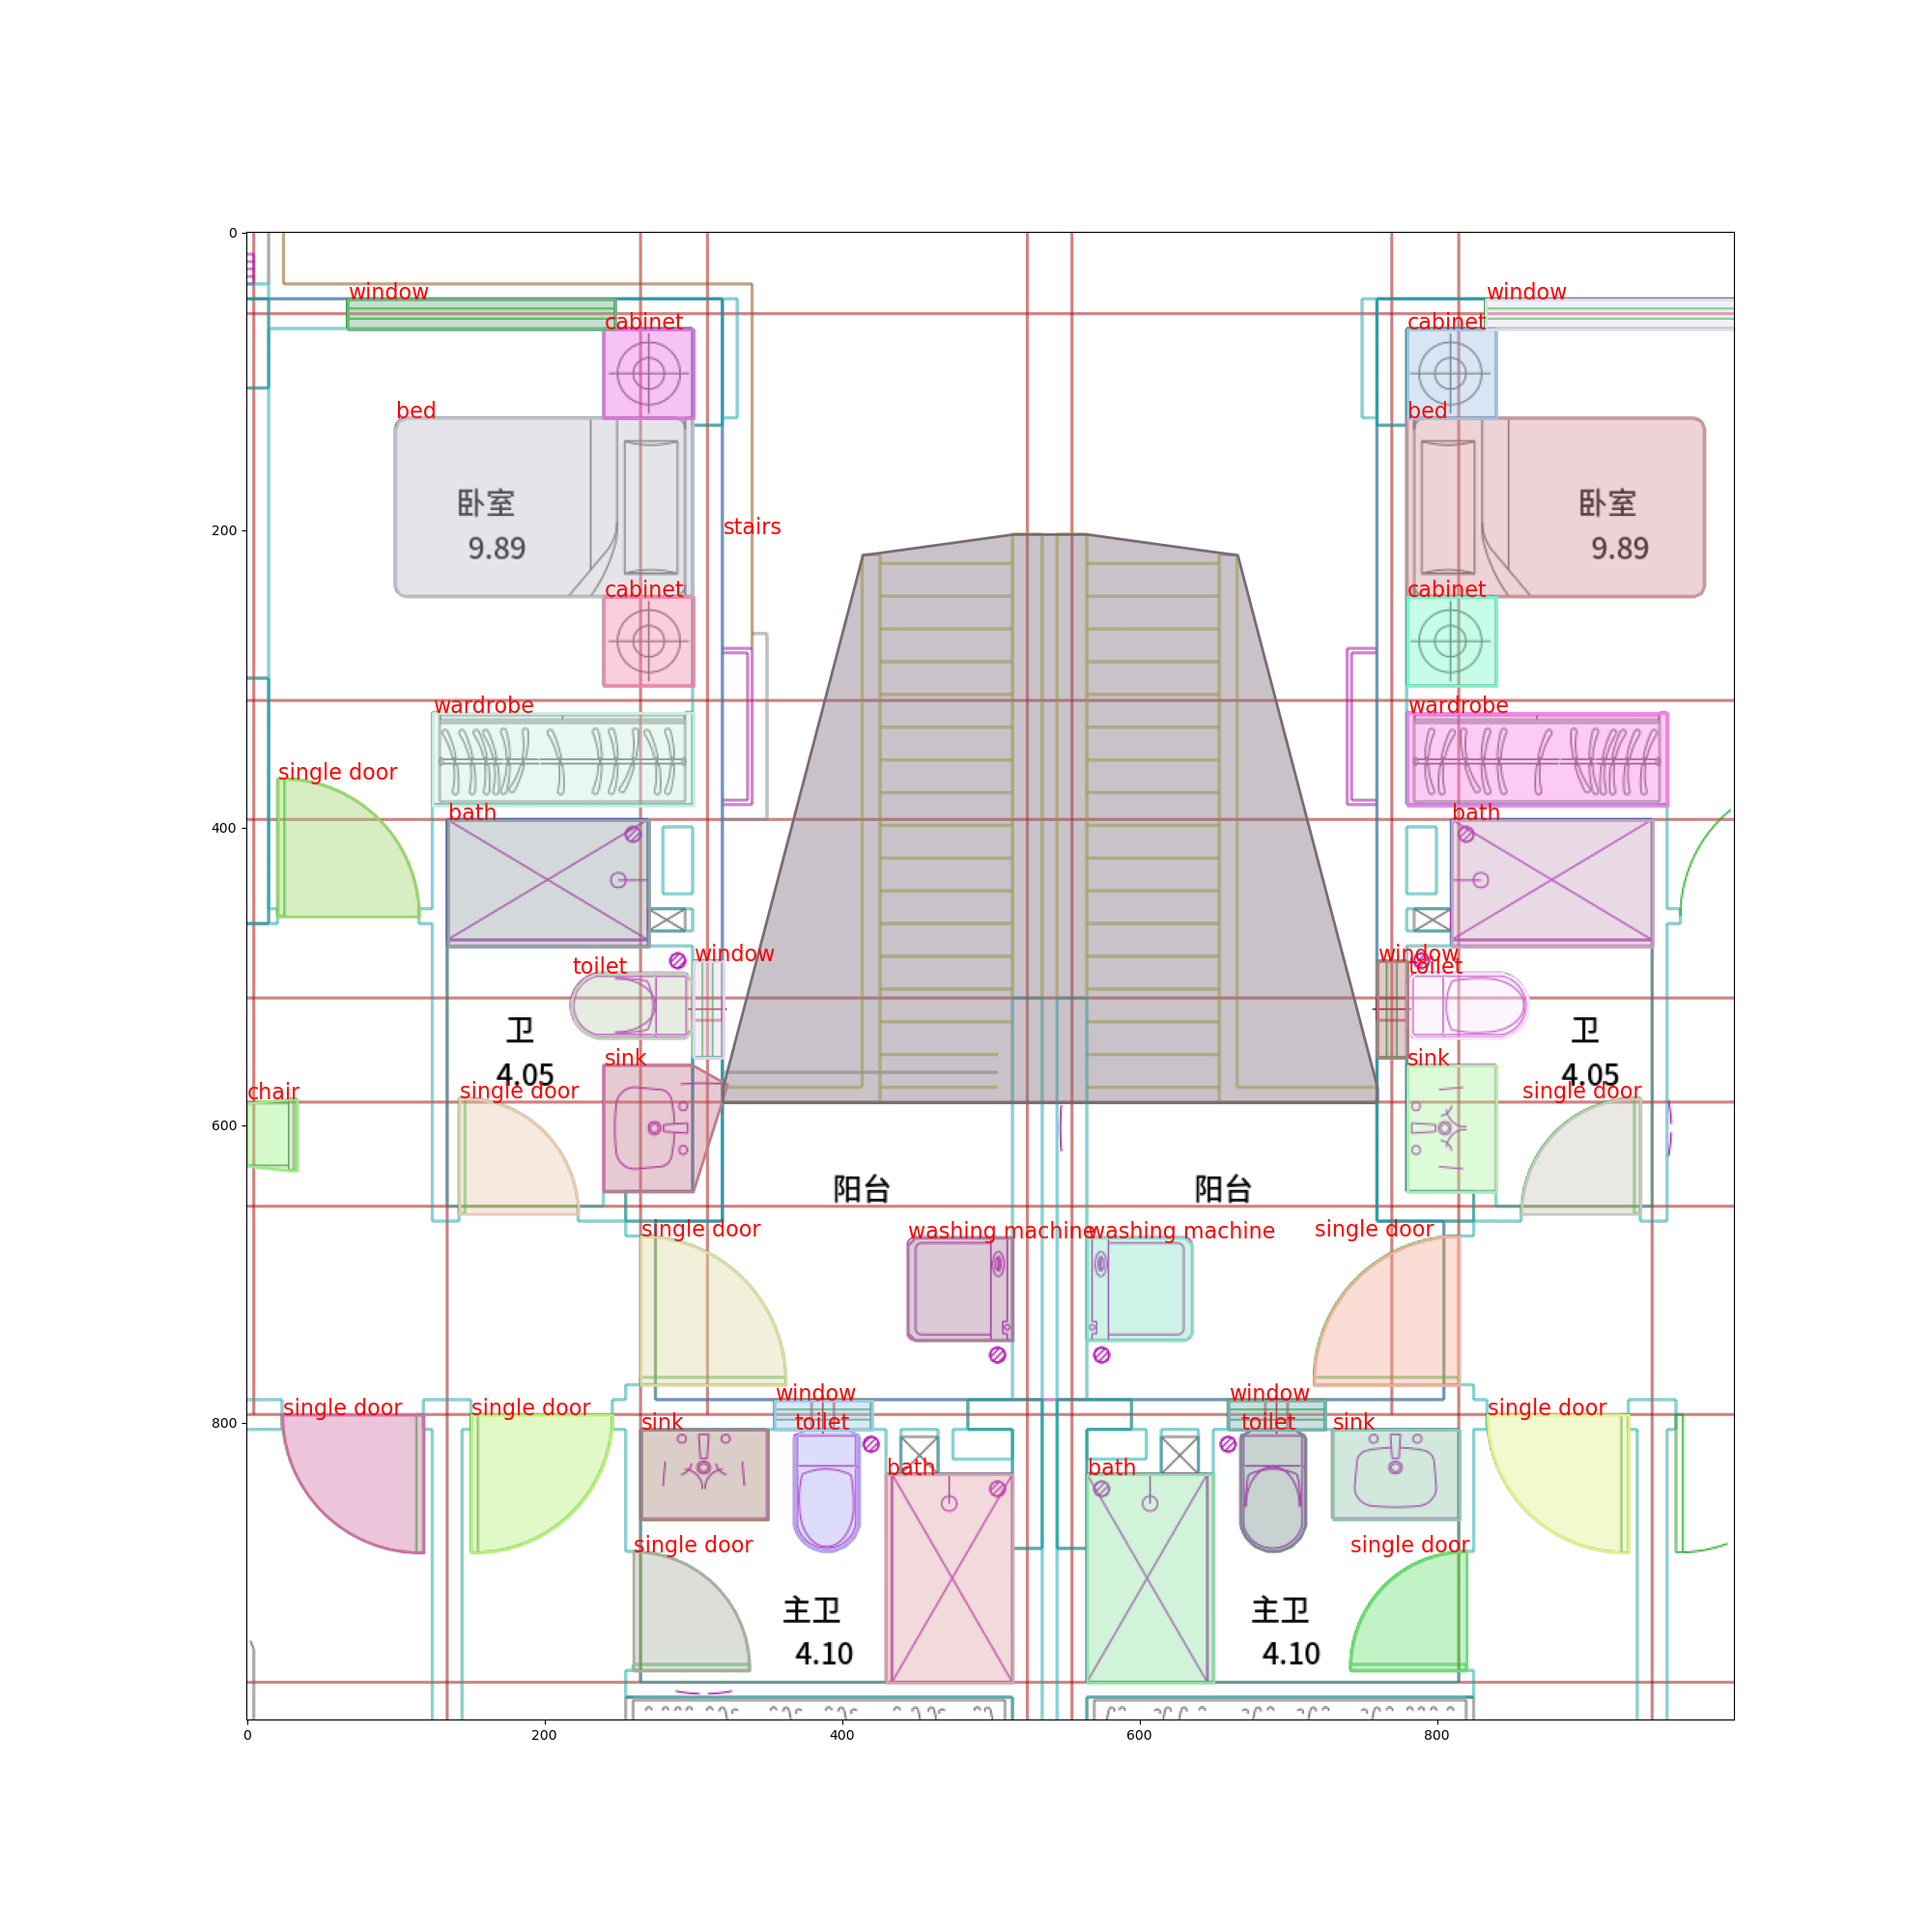 0
window
window
cabinet
cabinet
bed
bed
卧室
9.89
卧室
9.89
200
stairs
cabinet
cabinet
wardrobe
wardrobe
single door
400
bath
bath
window
window
toilet
toilet
卫
4.05
卫
4.05
sink
sink
chair
single door
single door
600
阳台
阳台
single door
washing machine
washing machine
single door
window
window
800
single door
single door
sink
toilet
toilet
sink
single door
bath
bath
single door
single door
主卫
4.10
主卫
4.10
0
200
400
600
800